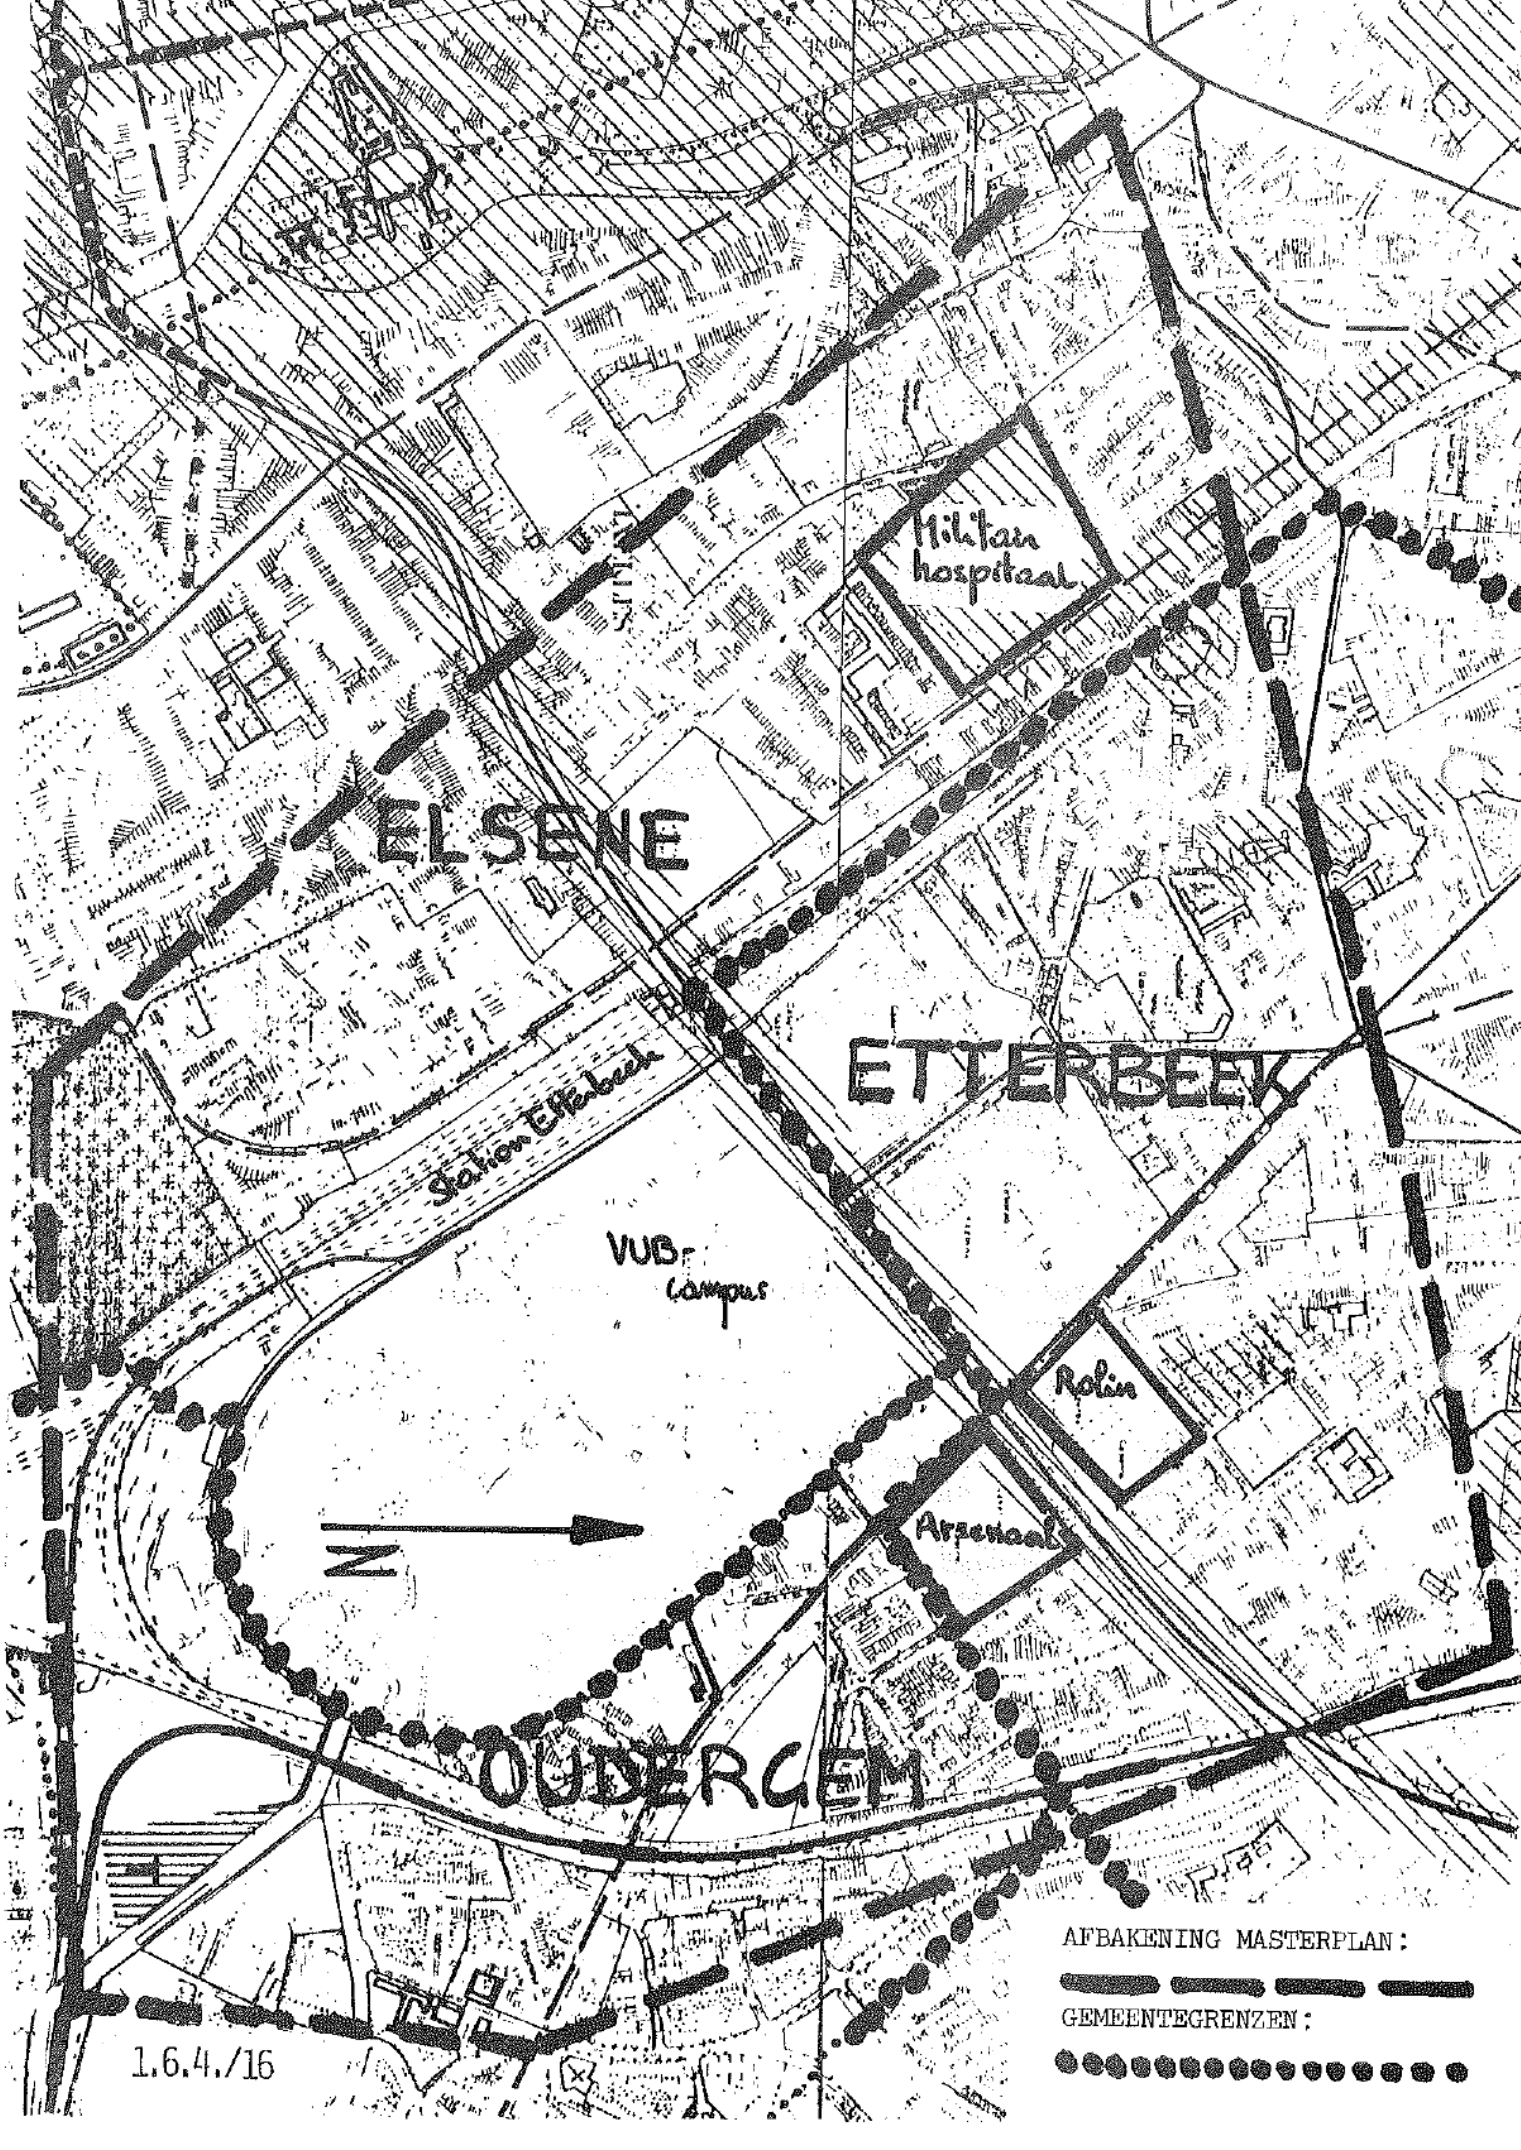 Militair
hospitaal
ELSENE
ETTERBEEK
Station Etterbeek
VUB-
campus
Rolin
Arsenaal
N
OUDERGEM
AFBAKENING MASTERPLAN:
GEMEENTEGRENZEN:
1.6.4./16